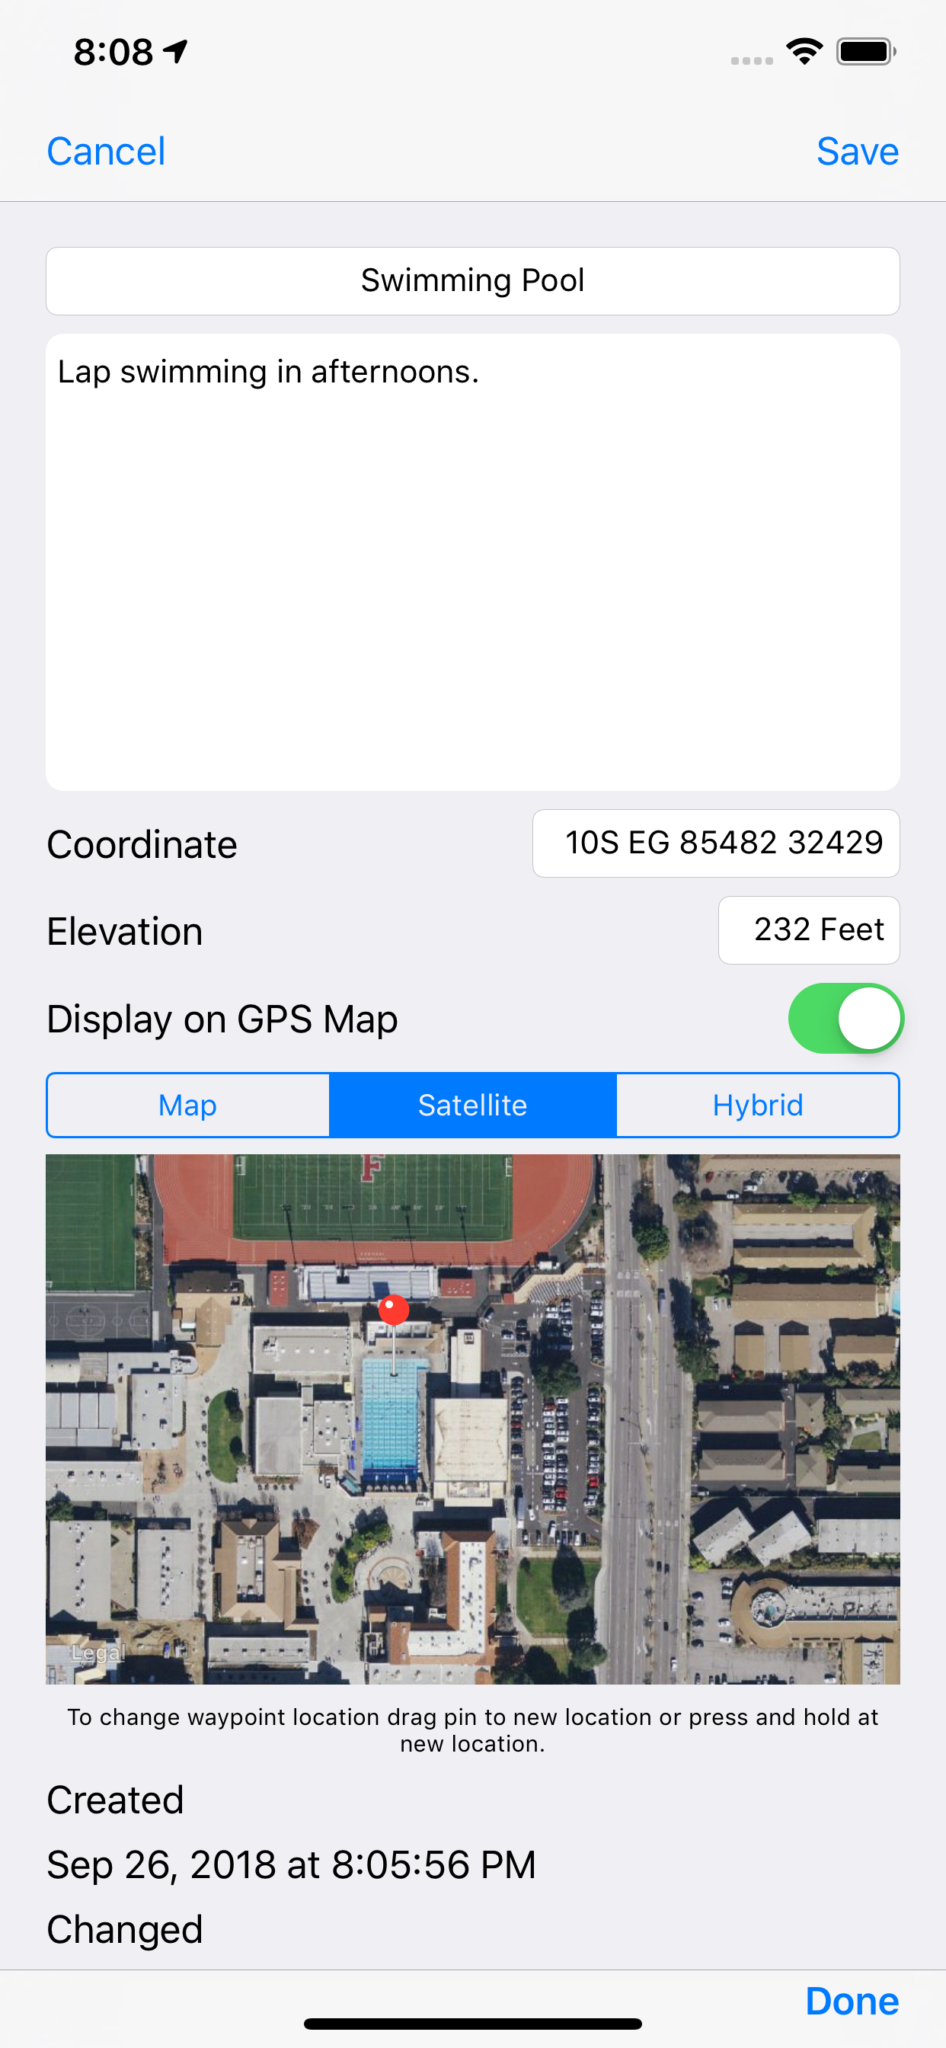 8:08
Cancel
Save
Swimming Pool
Lap swimming in afternoons.
Coordinate
10S EG 85482 32429
Elevation
232 Feet
Display on GPS Map
Map
Satellite
Hybrid
F
Legal
To change waypoint location drag pin to new location or press and hold at
new location.
Created
Sep 26, 2018 at 8:05:56 PM
Changed
Done